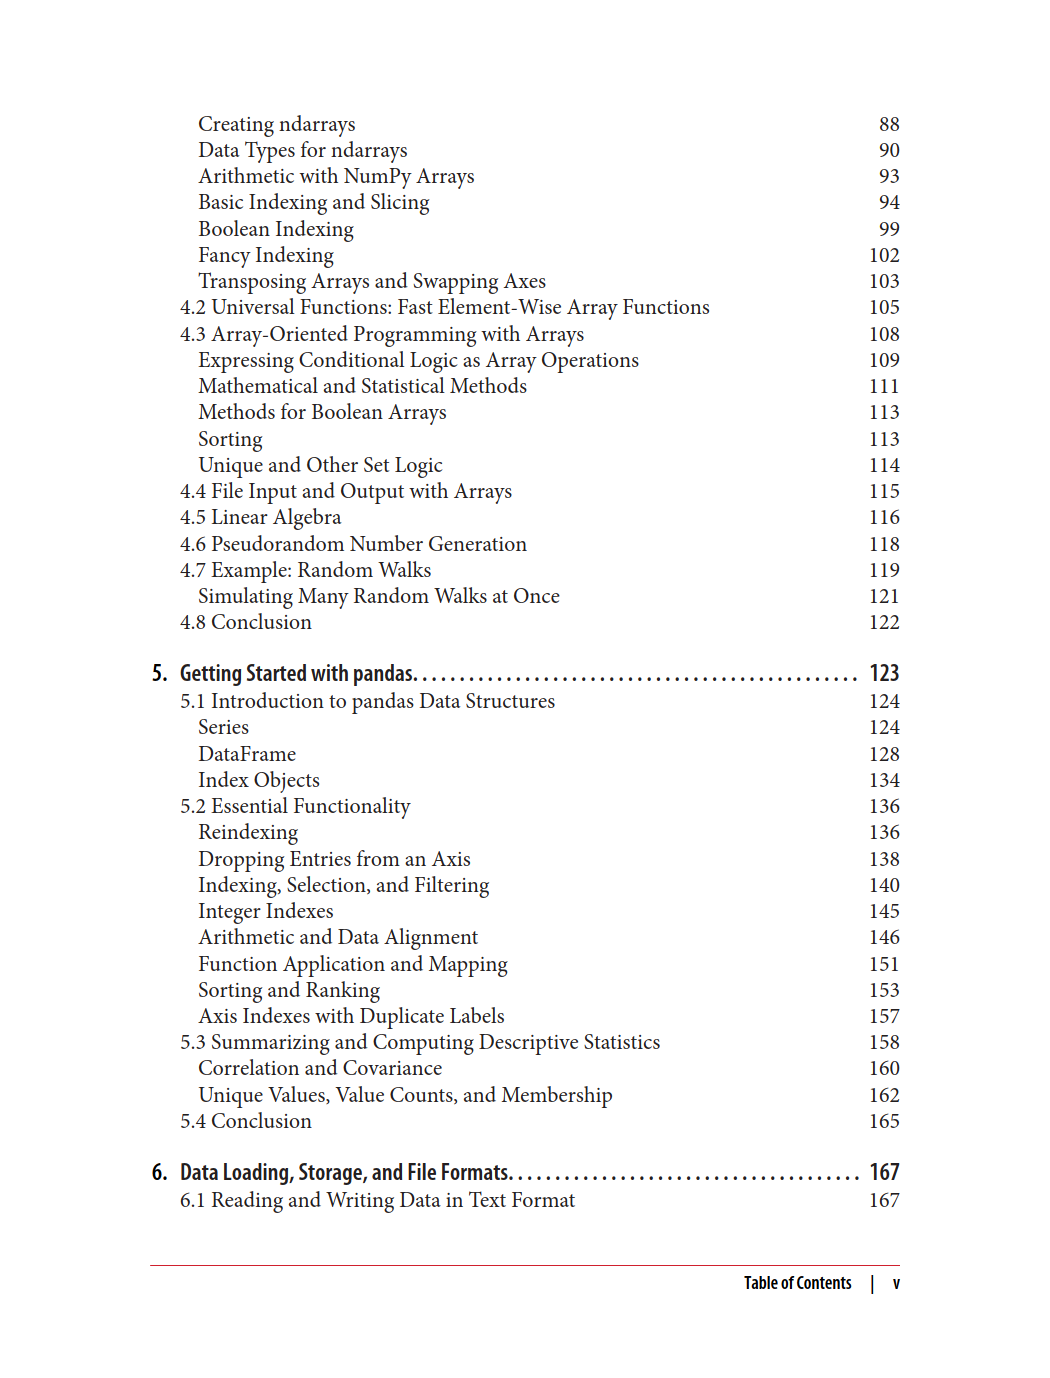 Creating ndarrays 88
Data Types for ndarrays 90
Arithmetic with NumPy Arrays 93
Basic Indexing and Slicing 94
Boolean Indexing 99
Fancy Indexing 102
Transposing Arrays and Swapping Axes 103
4.2 Universal Functions: Fast Element-Wise Array Functions 105
4.3 Array-Oriented Programming with Arrays 108
Expressing Conditional Logic as Array Operations 109
Mathematical and Statistical Methods 111
Methods for Boolean Arrays 113
Sorting 113
Unique and Other Set Logic 114
4.4 File Input and Output with Arrays 115
4.5 Linear Algebra 116
4.6 Pseudorandom Number Generation 118
4.7 Example: Random Walks 119
Simulating Many Random Walks at Once 121
4.8 Conclusion 122
5. Getting Started with pandas. . . . . . . . . . . . . . . . . . . . . . . . . . . . . . . . . . . . . . . . . . . . . . . . 123
5.1 Introduction to pandas Data Structures 124
Series 124
DataFrame 128
Index Objects 134
5.2 Essential Functionality 136
Reindexing 136
Dropping Entries from an Axis 138
Indexing, Selection, and Filtering 140
Integer Indexes 145
Arithmetic and Data Alignment 146
Function Application and Mapping 151
Sorting and Ranking 153
Axis Indexes with Duplicate Labels 157
5.3 Summarizing and Computing Descriptive Statistics 158
Correlation and Covariance 160
Unique Values, Value Counts, and Membership 162
5.4 Conclusion 165
6. Data Loading, Storage, and File Formats. . . . . . . . . . . . . . . . . . . . . . . . . . . . . . . . . . . . . . 167
6.1 Reading and Writing Data in Text Format 167
Table of Contents | v